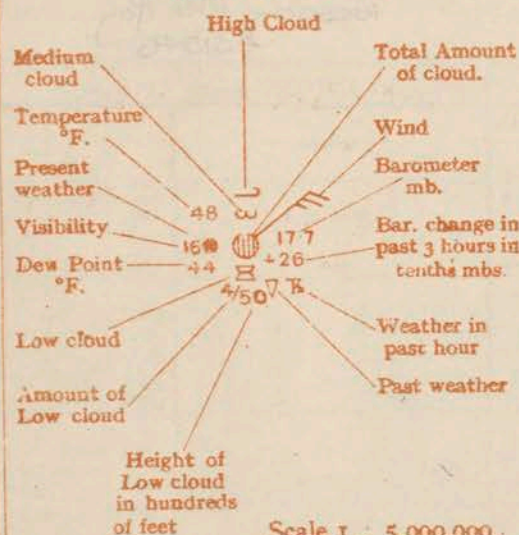 High Cloud
Medium
cloud
Total Amount
of cloud.
Temperature
°F.
Wind
Present
weather
Barometer
mb.
48
Visibility
16
17.7
Bar. change in
past 3 hours in
tenths mbs.
Dew Point
°F.
44
+26
4/50
Low cloud
Weather in
past hour
Amount of
Low cloud
Past weather
Height of
Low cloud
in hundreds
of feet
Scale 1 : 5,000,000